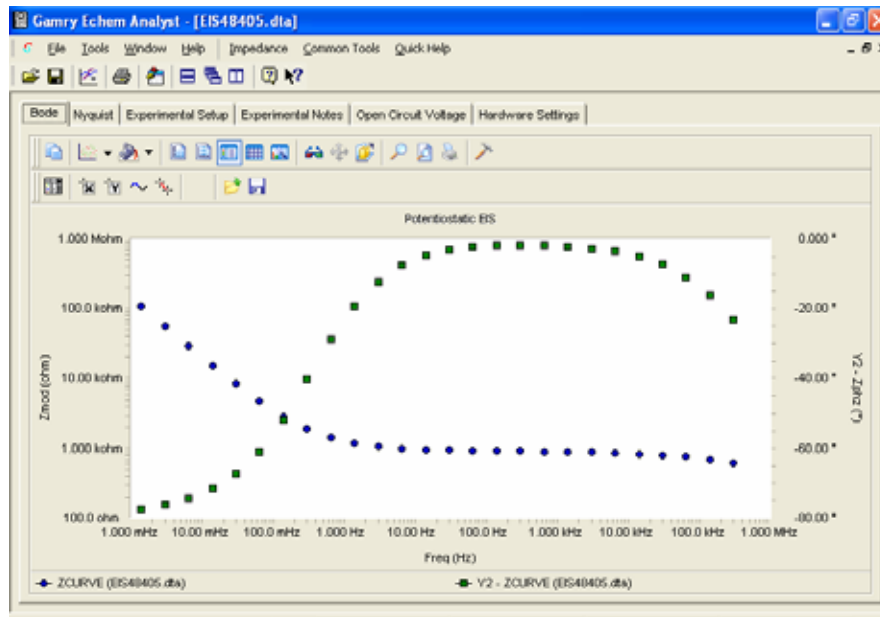 Gamry Echem Analyst - [EIS48405.dta]
File Tools Window Help Impedance Common Tools Quick Help
Bode Nyquist Experimental Setup Experimental Notes Open Circuit Voltage Hardware Settings
Potentiostatic EIS
1.000 Mohm
100.0 kohm
10.00 kohm
1.000 kohm
100.0 ohm
Zmod (ohm)
0.000 °
-20.00 °
-40.00 °
-60.00 °
-80.00 °
Y2 - Zphz (°)
1.000 mHz 10.00 mHz 100.0 mHz 1.000 Hz 10.00 Hz 100.0 Hz 1.000 kHz 10.00 kHz 100.0 kHz 1.000 MHz
Freq (Hz)
ZCURVE (EIS48405.dta) Y2 - ZCURVE (EIS48405.dta)